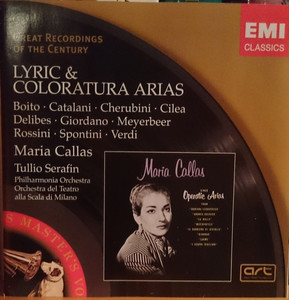 GREAT RECORDINGS
OF THE CENTURY
EMI
CLASSICS
LYRIC &
COLORATURA ARIAS
Boito · Catalani · Cherubini · Cilea
Delibes · Giordano · Meyerbeer
Rossini · Spontini · Verdi
Maria Callas
Tullio Serafin
Philharmonia Orchestra
Orchestra del Teatro
alla Scala di Milano
Maria Callas
Operatic Arias
S MASTER'S VO
art